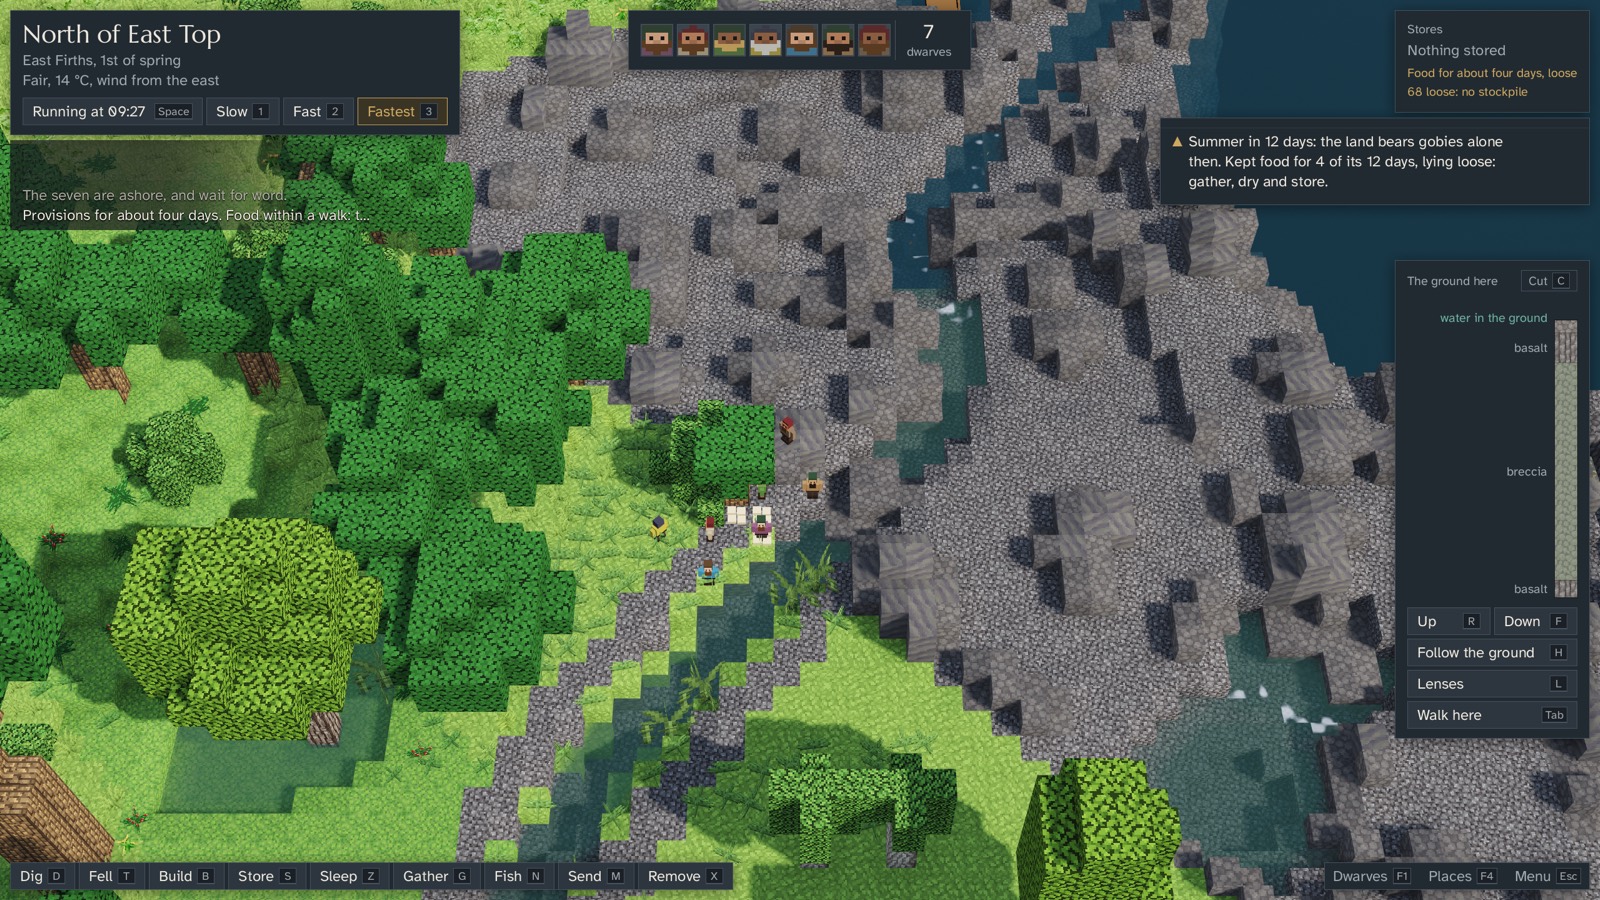 North of East Top
East Firths, 1st of spring
Fair, 14 °C, wind from the east
Running at 09:27 Space
Slow 1
Fast 2
Fastest 3
The seven are ashore, and wait for word.
Provisions for about four days. Food within a walk: t...
7
dwarves
Stores
Nothing stored
Food for about four days, loose
68 loose: no stockpile
Summer in 12 days: the land bears gobies alone
then. Kept food for 4 of its 12 days, lying loose:
gather, dry and store.
The ground here
Cut C
water in the ground
basalt
breccia
basalt
Up R
Down F
Follow the ground H
Lenses L
Walk here Tab
Dig D
Fell T
Build B
Store S
Sleep Z
Gather G
Fish N
Send M
Remove X
Dwarves F1
Places F4
Menu Esc